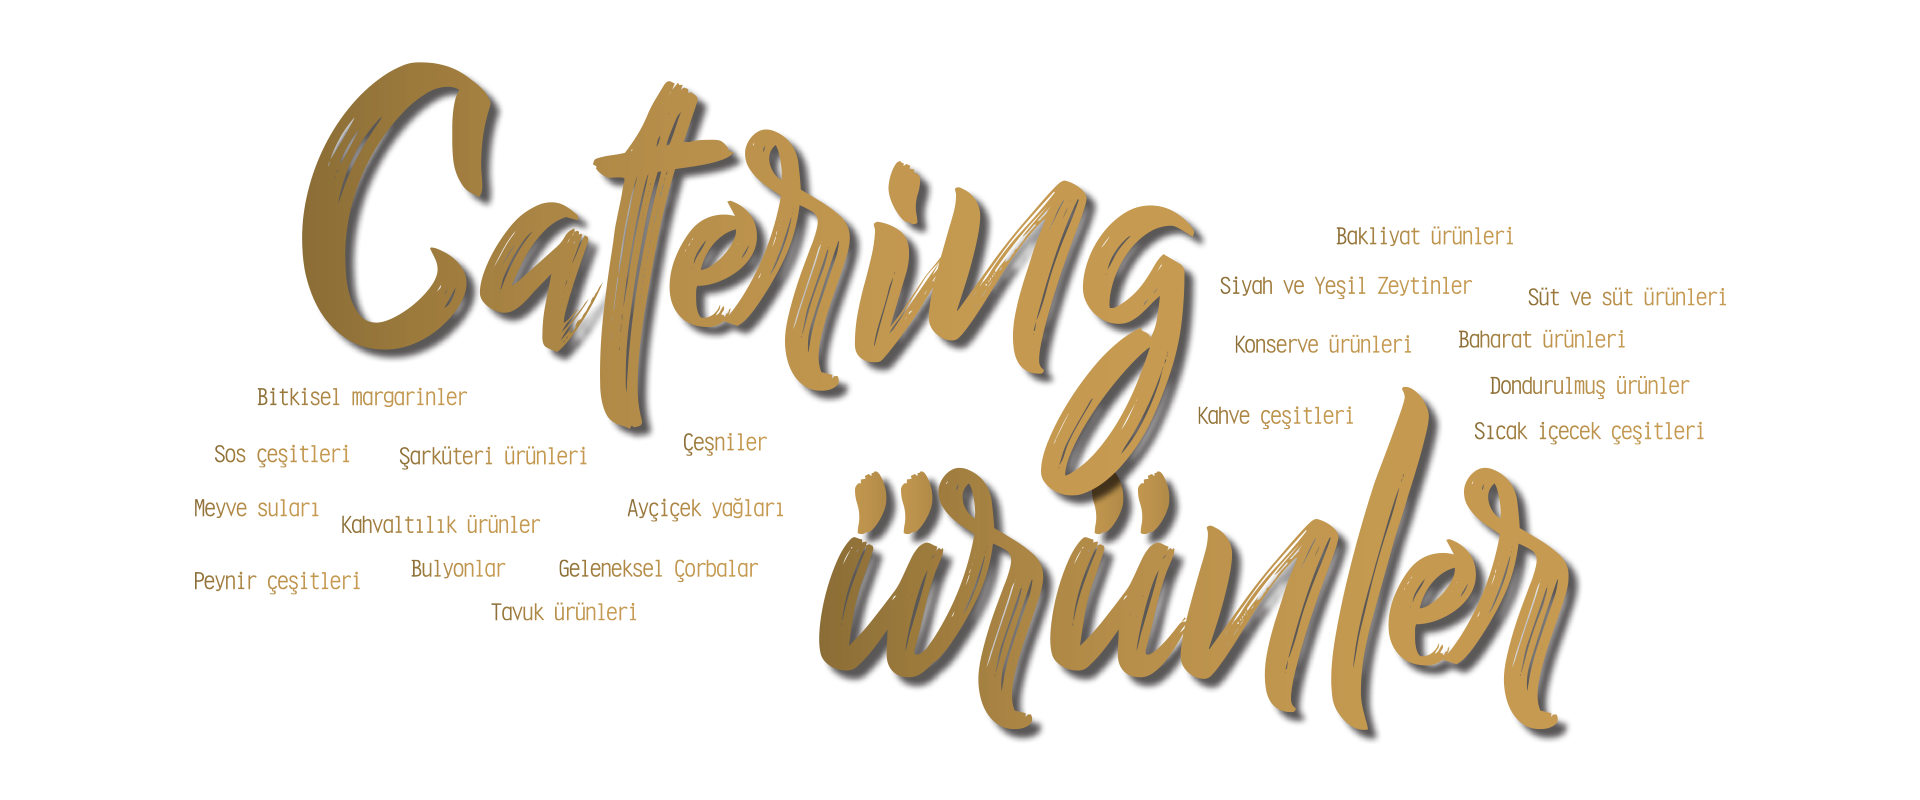 Catering
ürünler
Bakliyat ürünleri
Siyah ve Yeşil Zeytinler
Süt ve süt ürünleri
Konserve ürünleri
Baharat ürünleri
Dondurulmuş ürünler
Kahve çeşitleri
Sıcak içecek çeşitleri
Bitkisel margarinler
Sos çeşitleri
Şarküteri ürünleri
Çeşniler
Meyve suları
Kahvaltılık ürünler
Ayçiçek yağları
Peynir çeşitleri
Bulyonlar
Geleneksel Çorbalar
Tavuk ürünleri